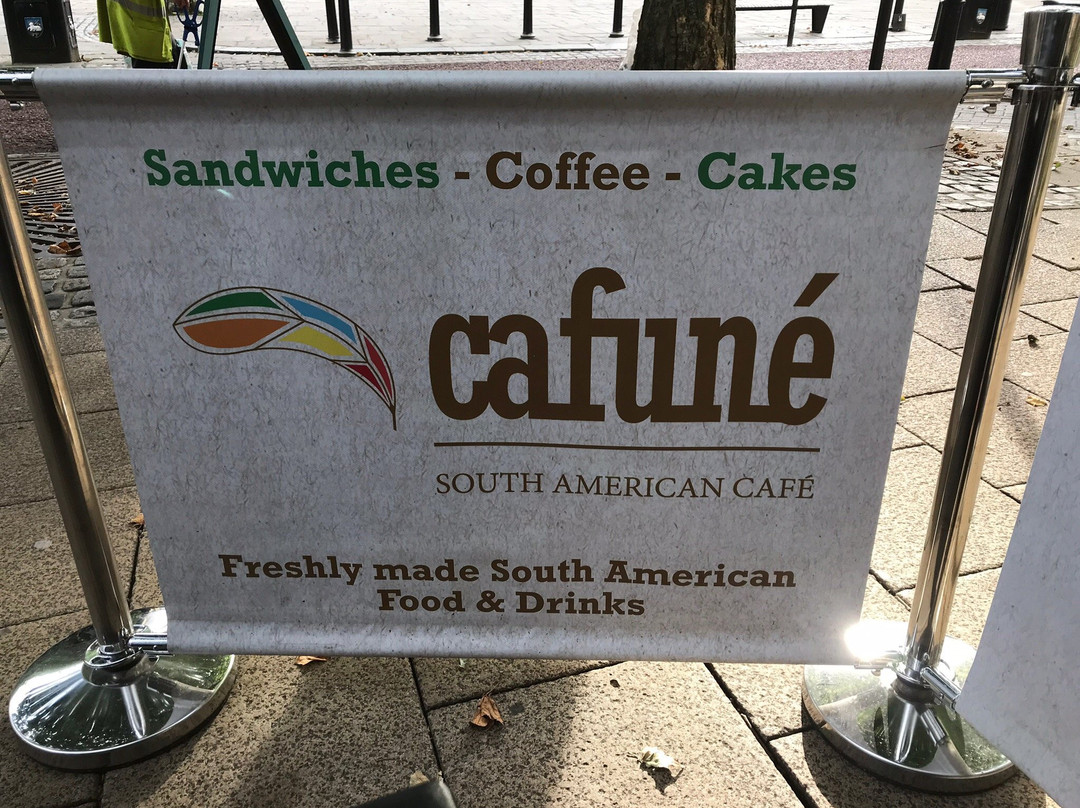 Sandwiches - Coffee - Cakes
cafuné
SOUTH AMERICAN CAFÉ
Freshly made South American
Food & Drinks